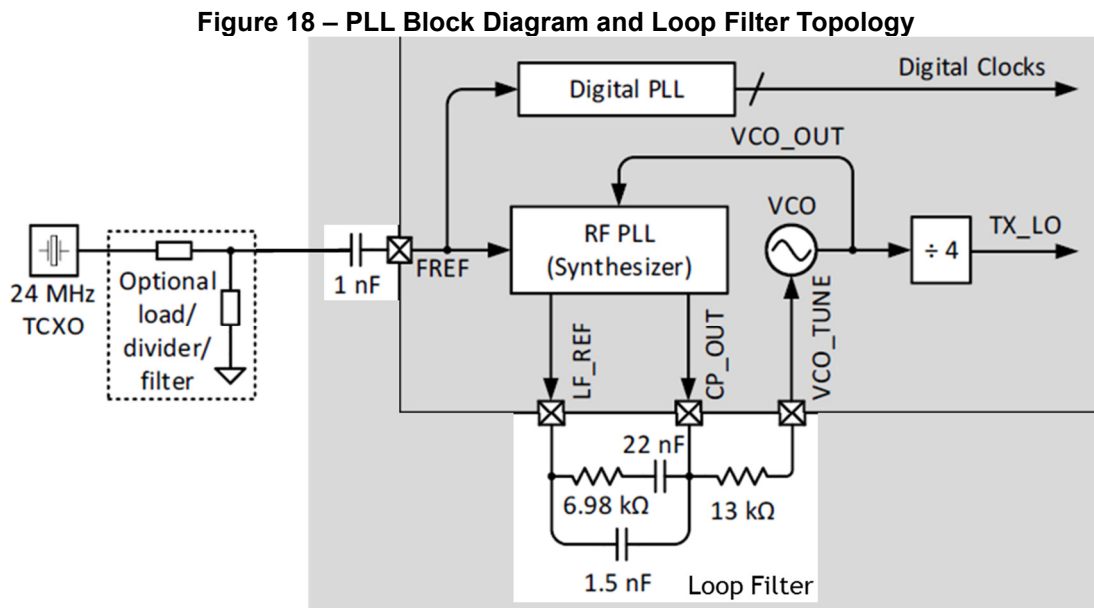 Figure 18 – PLL Block Diagram and Loop Filter Topology
Digital PLL
Digital Clocks
VCO_OUT
24 MHz
TCXO
Optional
load/
divider/
filter
1 nF
FREF
RF PLL
(Synthesizer)
VCO
÷ 4
TX_LO
LF_REF
CP_OUT
VCO_TUNE
22 nF
6.98 kΩ
13 kΩ
1.5 nF
Loop Filter